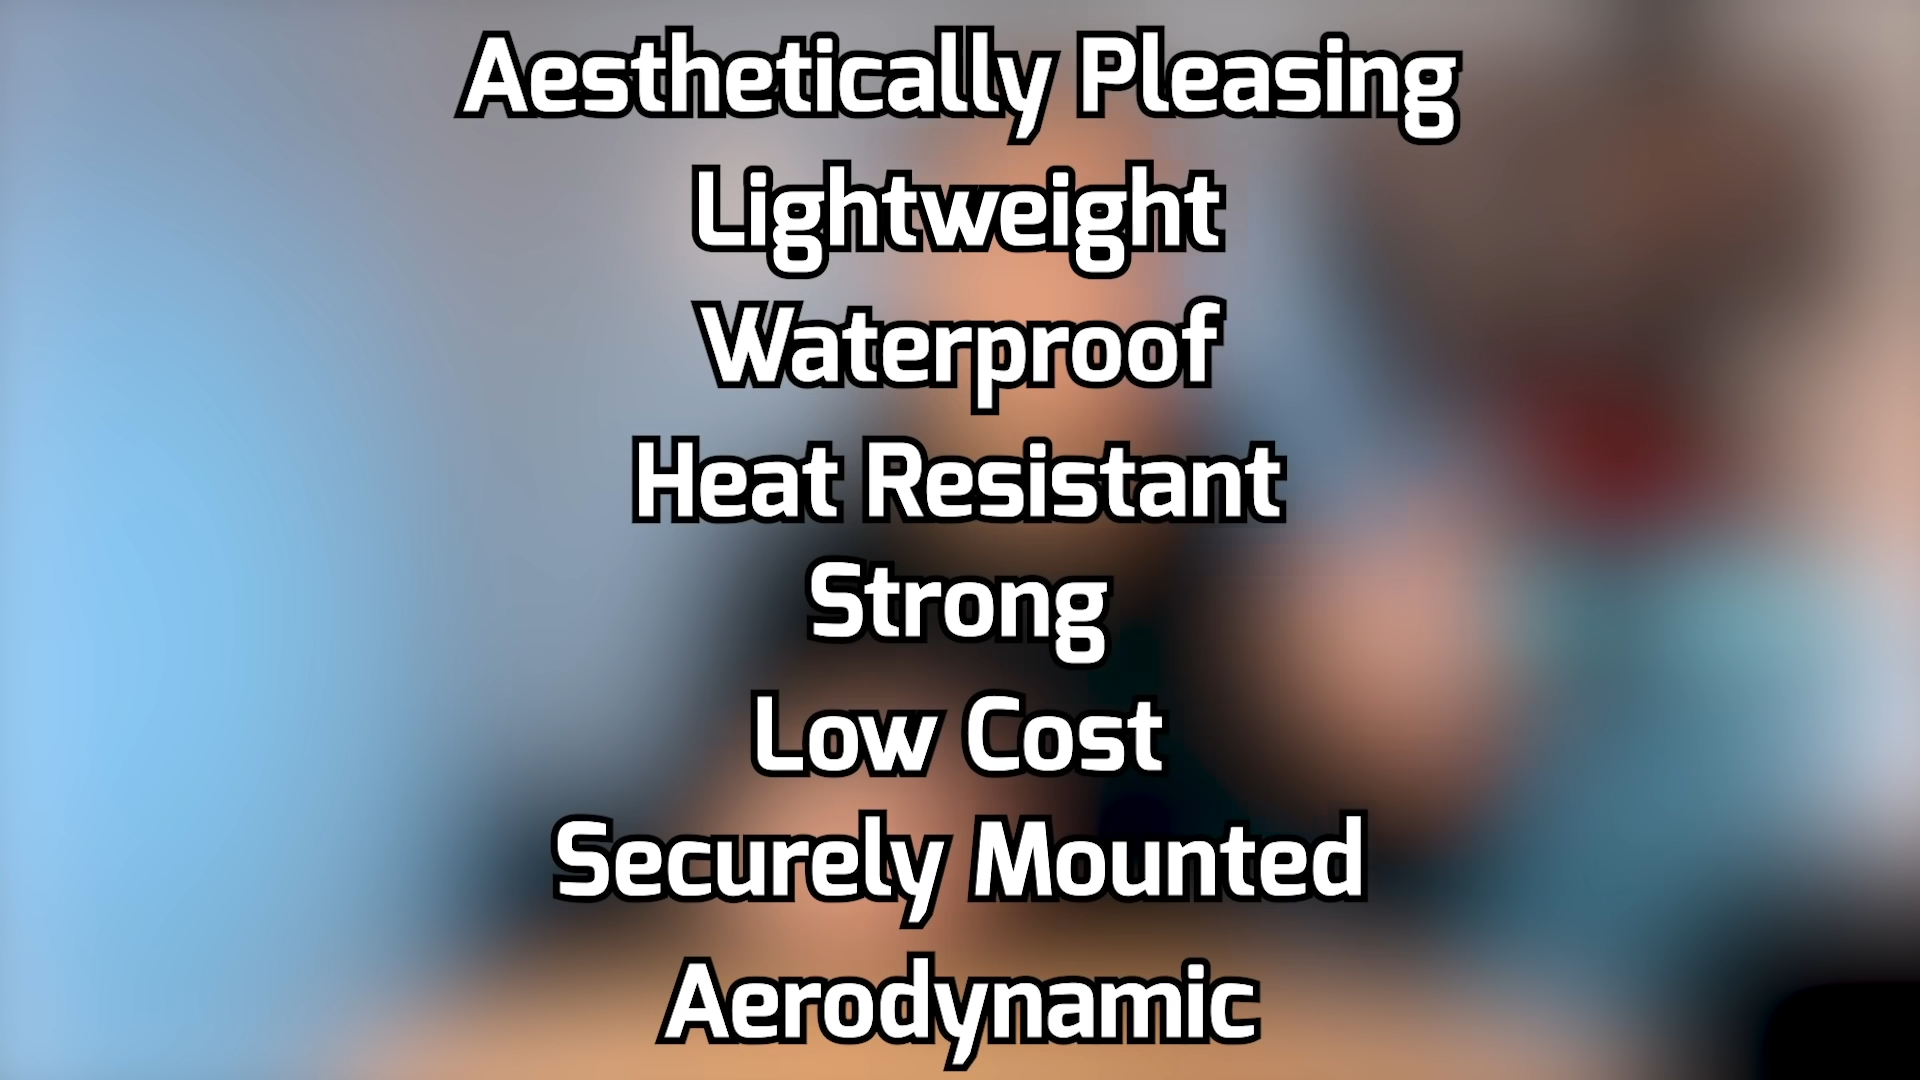 Aesthetically Pleasing
Lightweight
Waterproof
Heat Resistant
Strong
Low Cost
Securely Mounted
Aerodynamic